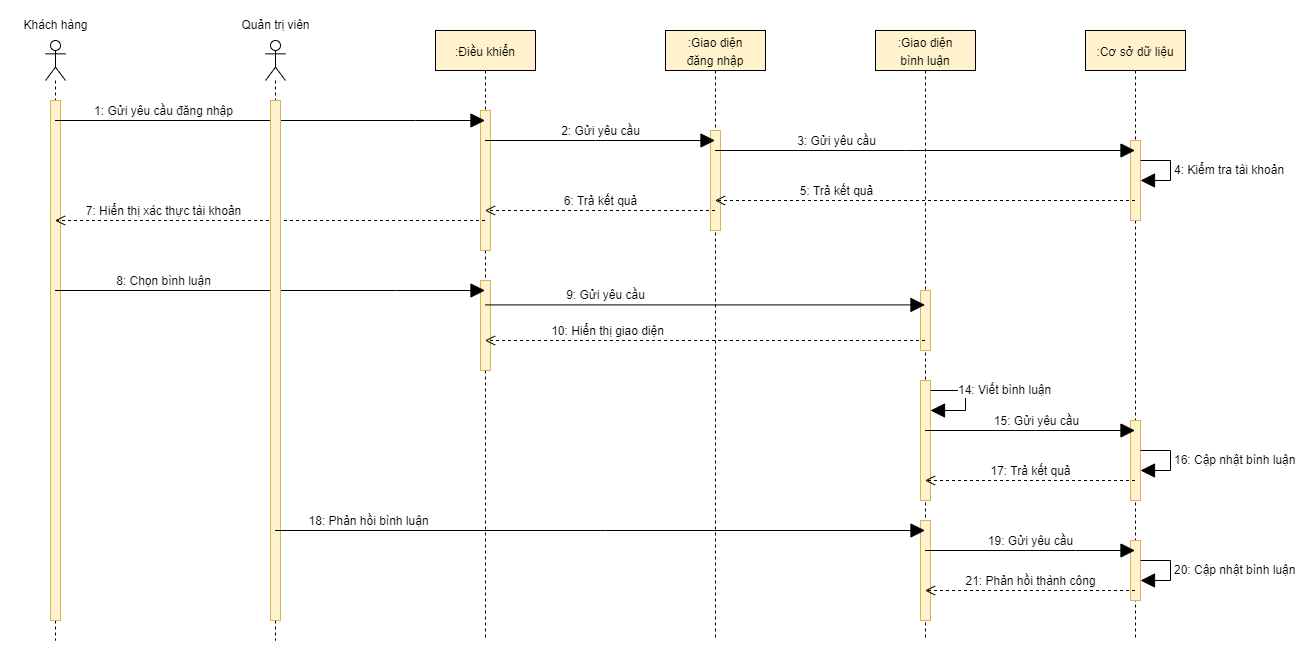 Khách hàng
Quản trị viên
:Điều khiển
:Giao diện
đăng nhập
:Giao diện
bình luận
:Cơ sở dữ liệu
1: Gửi yêu cầu đăng nhập
2: Gửi yêu cầu
3: Gửi yêu cầu
4: Kiểm tra tài khoản
5: Trả kết quả
6: Trả kết quả
7: Hiển thị xác thực tài khoản
8: Chọn bình luận
9: Gửi yêu cầu
10: Hiển thị giao diện
14: Viết bình luận
15: Gửi yêu cầu
16: Cập nhật bình luận
17: Trả kết quả
18: Phản hồi bình luận
19: Gửi yêu cầu
20: Cập nhật bình luận
21: Phản hồi thành công